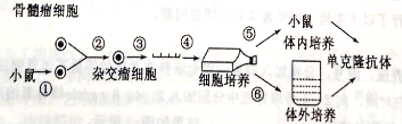 骨髓瘤细胞
小鼠 ① ② 杂交瘤细胞 ③ ④ 细胞培养 ⑤ 小鼠
体内培养
单克隆抗体
⑥ 体外培养